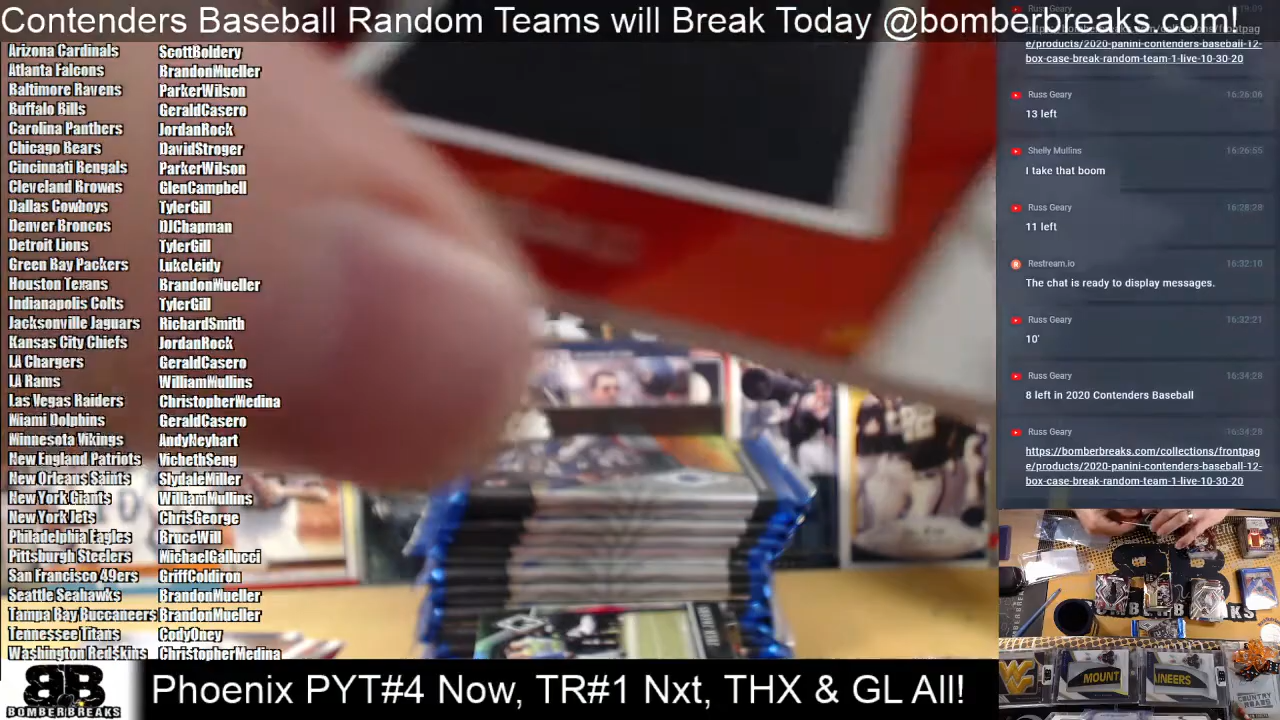 Contenders Baseball Random Teams will Break Today @bomberbreaks.com!
Arizona Cardinals ScottBoldery
Atlanta Falcons BrandonMueller
Baltimore Ravens ParkerWilson
Buffalo Bills GeraldCasero
Carolina Panthers JordanRock
Chicago Bears DavidStroger
Cincinnati Bengals ParkerWilson
Cleveland Browns GlenCampbell
Dallas Cowboys TylerGill
Denver Broncos DJChapman
Detroit Lions TylerGill
Green Bay Packers LukeLeidy
Houston Texans BrandonMueller
Indianapolis Colts TylerGill
Jacksonville Jaguars RichardSmith
Kansas City Chiefs JordanRock
LA Chargers GeraldCasero
LA Rams WilliamMullins
Las Vegas Raiders ChristopherMedina
Miami Dolphins GeraldCasero
Minnesota Vikings AndyNeyhart
New England Patriots VichethSeng
New Orleans Saints SlydaleMiller
New York Giants WilliamMullins
New York Jets ChrisGeorge
Philadelphia Eagles BruceWill
Pittsburgh Steelers MichaelGallucci
San Francisco 49ers GriffColdiron
Seattle Seahawks BrandonMueller
Tampa Bay Buccaneers BrandonMueller
Tennessee Titans CodyOney
Washington Redskins ChristopherMedina
Russ Geary
e/products/2020-panini-contenders-baseball-12-
box-case-break-random-team-1-live-10-30-20
Russ Geary 16:25:06
13 left
Shelly Mullins 16:26:55
I take that boom
Russ Geary 16:28:28
11 left
Restream.io 16:32:10
The chat is ready to display messages.
Russ Geary 16:32:21
10'
Russ Geary 16:34:28
8 left in 2020 Contenders Baseball
Russ Geary 16:34:28
https://bomberbreaks.com/collections/frontpag
e/products/2020-panini-contenders-baseball-12-
box-case-break-random-team-1-live-10-30-20
MOUNT
AINEERS
BB
BOMBERBREAKS
Phoenix PYT#4 Now, TR#1 Nxt, THX & GL All!